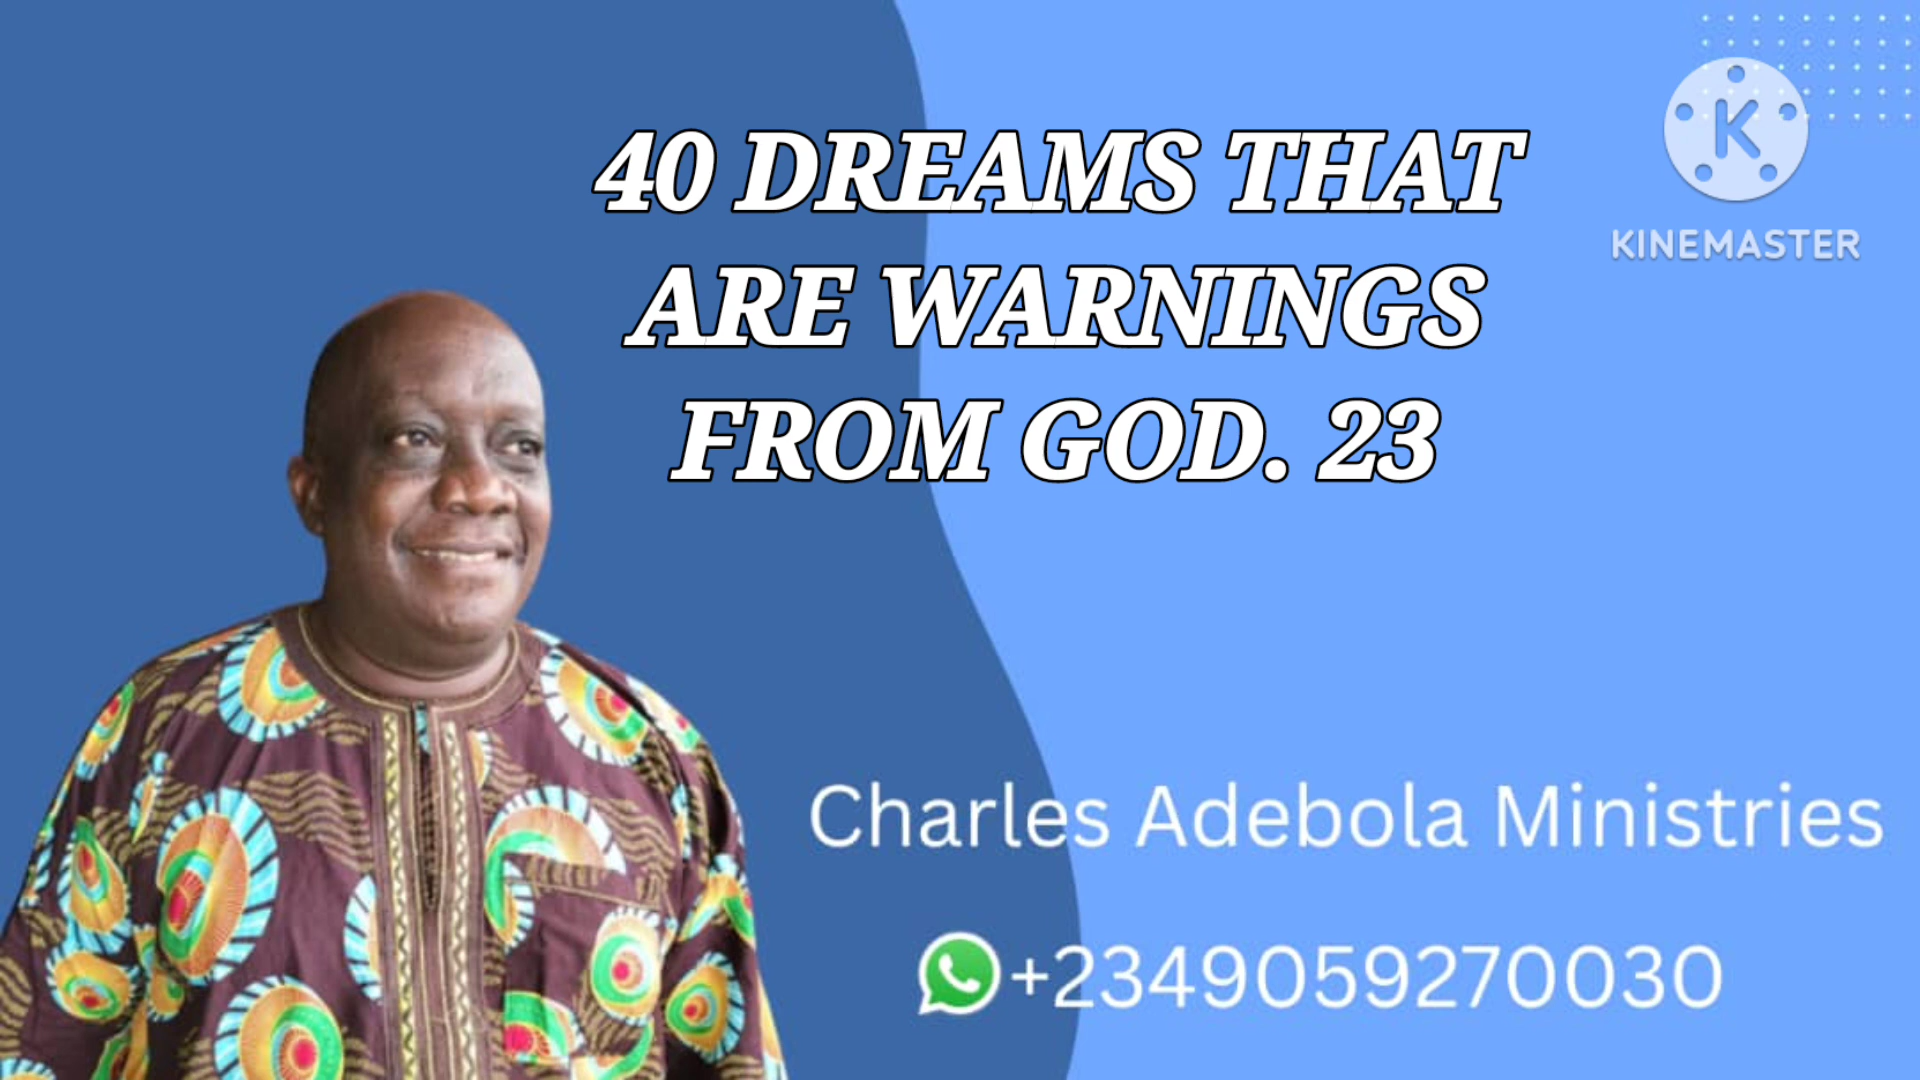 40 DREAMS THAT
ARE WARNINGS
FROM GOD. 23
K
KINEMASTER
Charles Adebola Ministries
+2349059270030